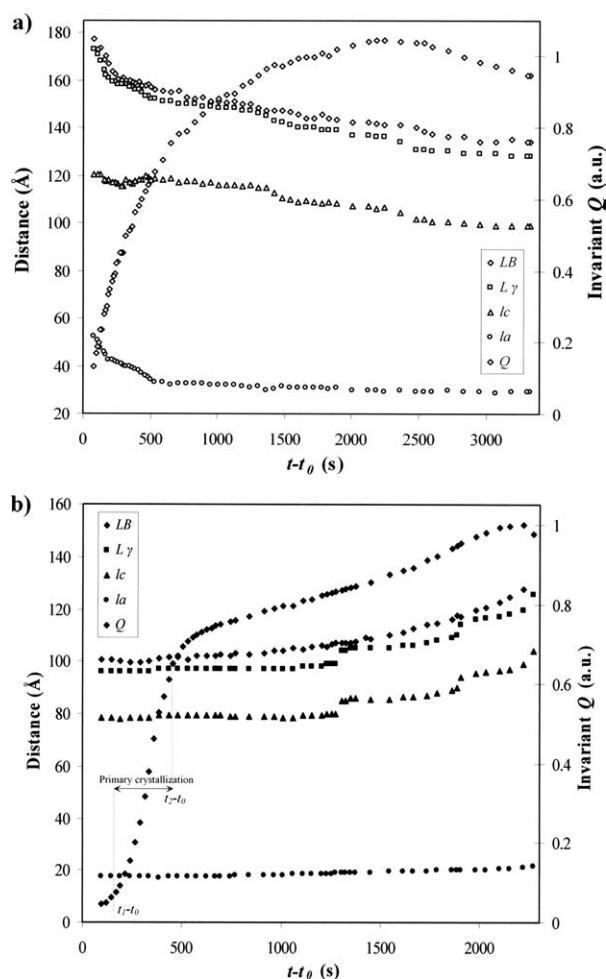 a)
180
160
140
120
100
80
60
40
20
Distance (Å)
1
0.8
0.6
0.4
0.2
0
Invariant Q (a.u.)
LB
L γ
lc
la
Q
0 500 1000 1500 2000 2500 3000
t-t0 (s)
b)
160
140
120
100
80
60
40
20
0
Distance (Å)
LB
L γ
lc
la
Q
Primary crystallization
t2-t0
t1-t0
1
0.8
0.6
0.4
0.2
0
Invariant Q (a.u.)
0 500 1000 1500 2000
t-t0 (s)